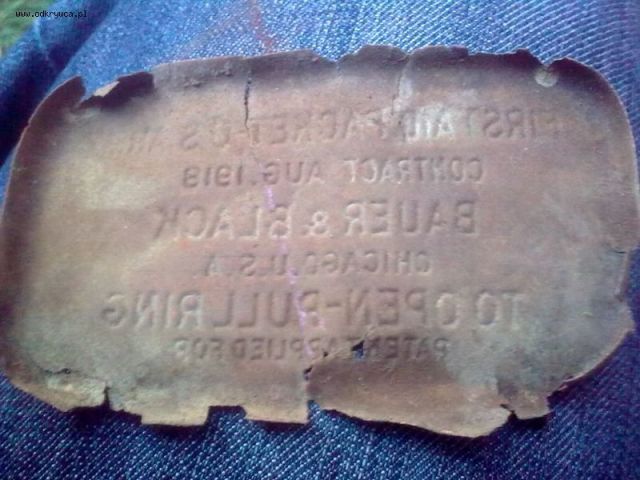 www.odkrywca.pl
FIRST AID PACKET-U.S.
CONTRACT AUG. 1918
BAUER & BLACK
CHICAGO, U.S.A.
TO OPEN-PULL RING
PATENT APPLIED FOR